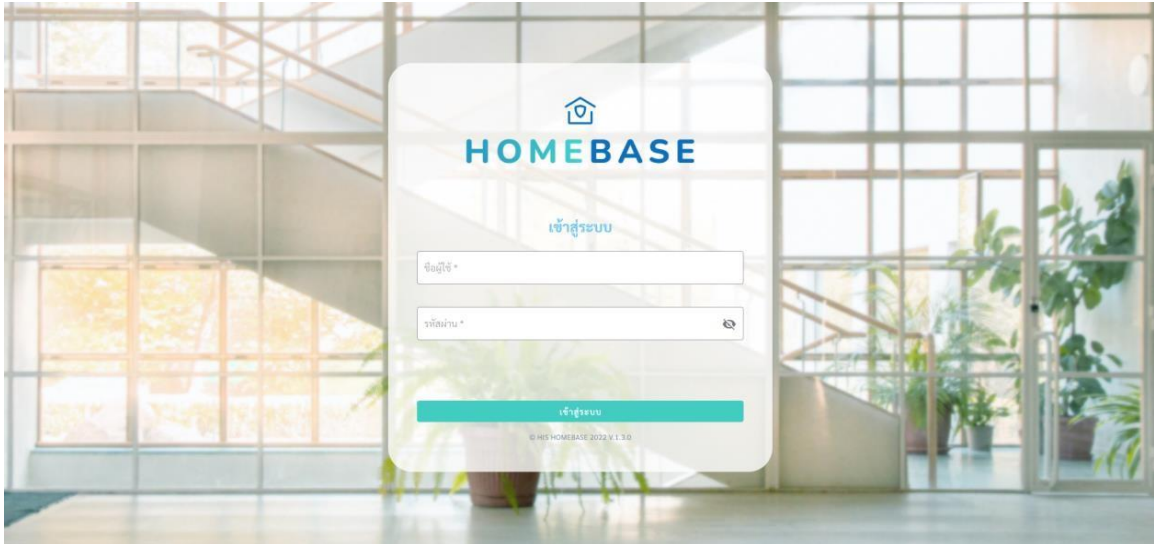 HOMEBASE
เข้าสู่ระบบ
ชื่อผู้ใช้ *
รหัสผ่าน *
เข้าสู่ระบบ
© HIS HOMEBASE 2022 V.1.3.0